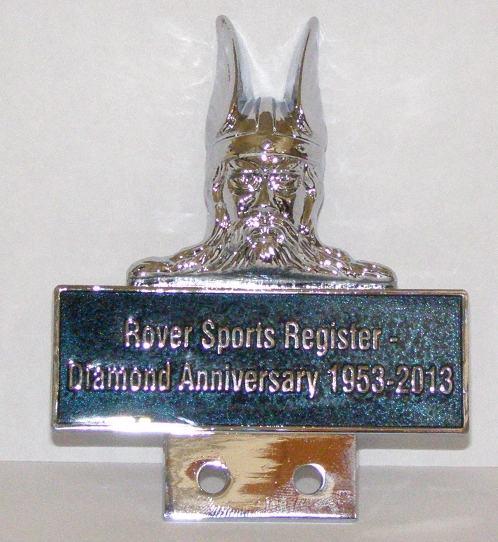 Rover Sports Register -
Diamond Anniversary 1953-2013